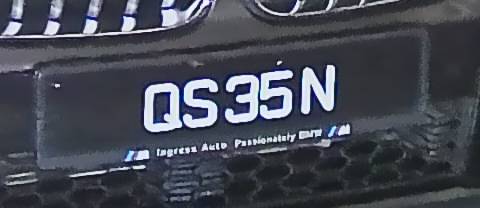 QS35N
Ingress Auto Passionately BMW